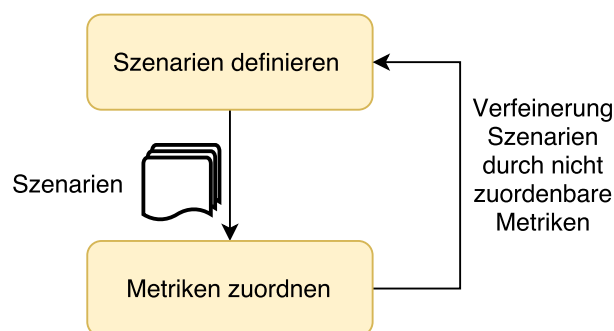 Szenarien definieren
Verfeinerung
Szenarien
durch nicht
zuordenbare
Metriken
Szenarien
Metriken zuordnen